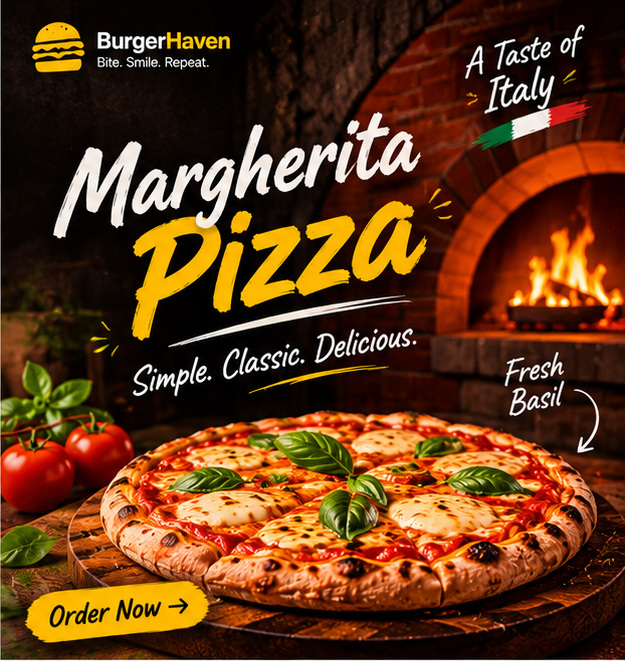 BurgerHaven
Bite. Smile. Repeat.
A Taste of
Italy
Margherita
Pizza
Simple. Classic. Delicious.
Fresh
Basil
Order Now →